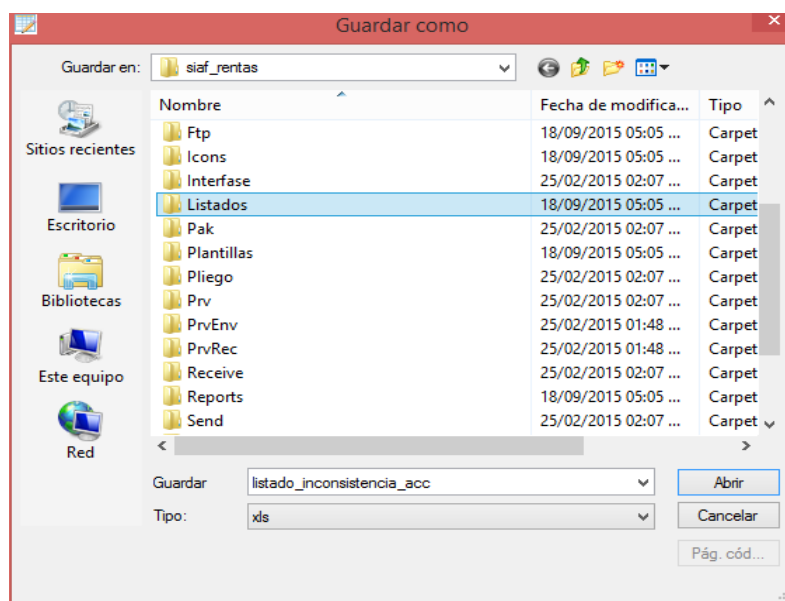 Guardar como
Guardar en: siaf_rentas
Nombre Fecha de modifica... Tipo
Ftp 18/09/2015 05:05 ... Carpet
Icons 18/09/2015 05:05 ... Carpet
Interfase 25/02/2015 02:07 ... Carpet
Listados 18/09/2015 05:05 ... Carpet
Pak 25/02/2015 02:07 ... Carpet
Plantillas 18/09/2015 05:05 ... Carpet
Pliego 25/02/2015 02:07 ... Carpet
Prv 25/02/2015 02:07 ... Carpet
PrvEnv 25/02/2015 01:48 ... Carpet
PrvRec 25/02/2015 01:48 ... Carpet
Receive 25/02/2015 02:07 ... Carpet
Reports 18/09/2015 05:05 ... Carpet
Send 25/02/2015 02:07 ... Carpet
Sitios recientes
Escritorio
Bibliotecas
Este equipo
Red
Guardar listado_inconsistencia_acc Abrir
Tipo: xls Cancelar
Pág. cód...